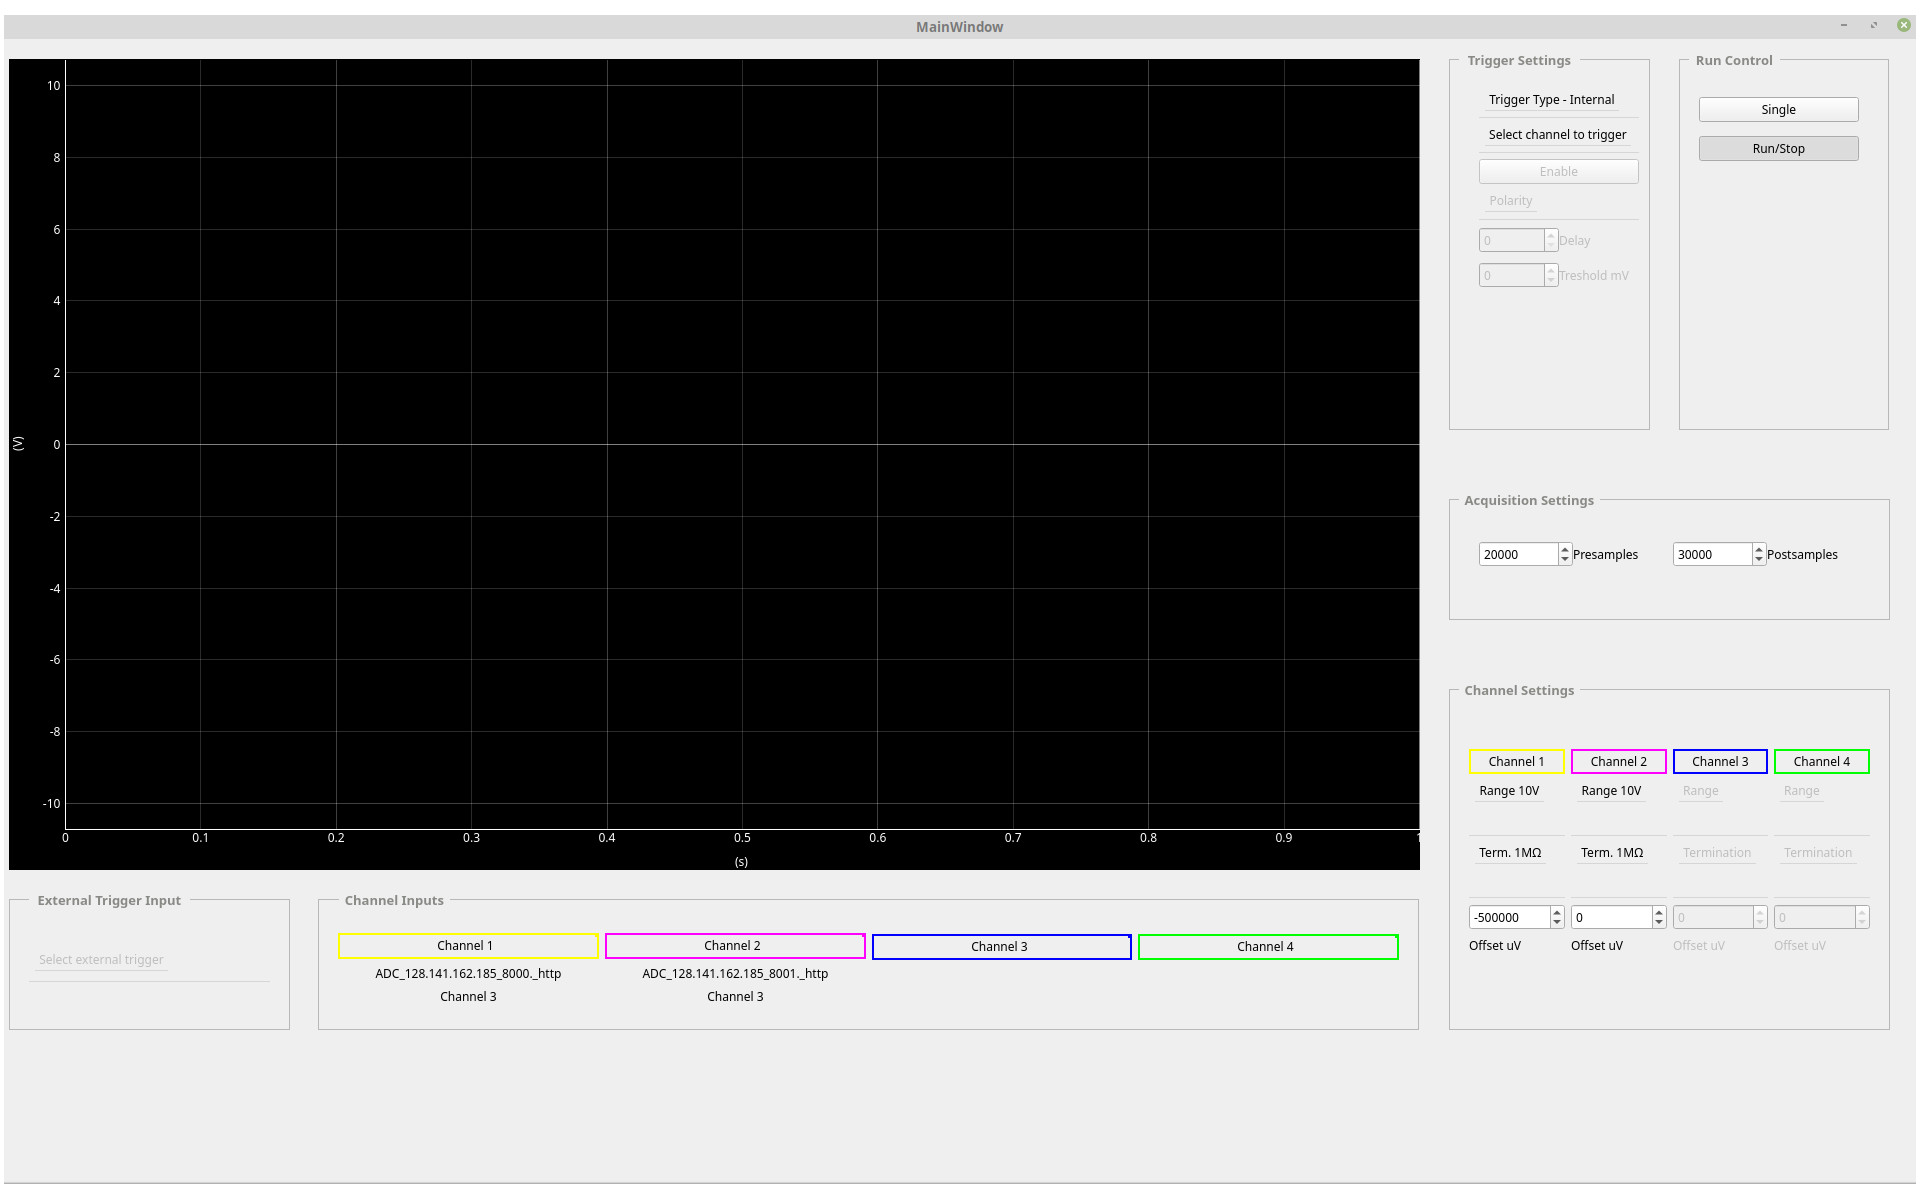 MainWindow
10
8
6
4
2
0
-2
-4
-6
-8
-10
(V)
0 0.1 0.2 0.3 0.4 0.5 0.6 0.7 0.8 0.9 1
(s)
Trigger Settings
Trigger Type - Internal
Select channel to trigger
Enable
Polarity
0 Delay
0 Treshold mV
Run Control
Single
Run/Stop
Acquisition Settings
20000 Presamples 30000 Postsamples
Channel Settings
Channel 1 Channel 2 Channel 3 Channel 4
Range 10V Range 10V Range Range
Term. 1MΩ Term. 1MΩ Termination Termination
-500000 0 0 0
Offset uV Offset uV Offset uV Offset uV
External Trigger Input
Select external trigger
Channel Inputs
Channel 1 Channel 2 Channel 3 Channel 4
ADC_128.141.162.185_8000._http ADC_128.141.162.185_8001._http
Channel 3 Channel 3